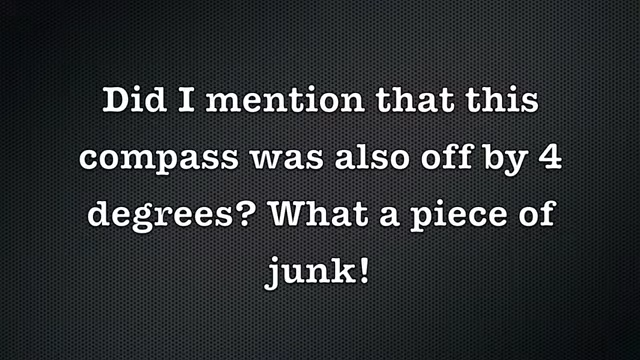 Did I mention that this
compass was also off by 4
degrees? What a piece of
junk!